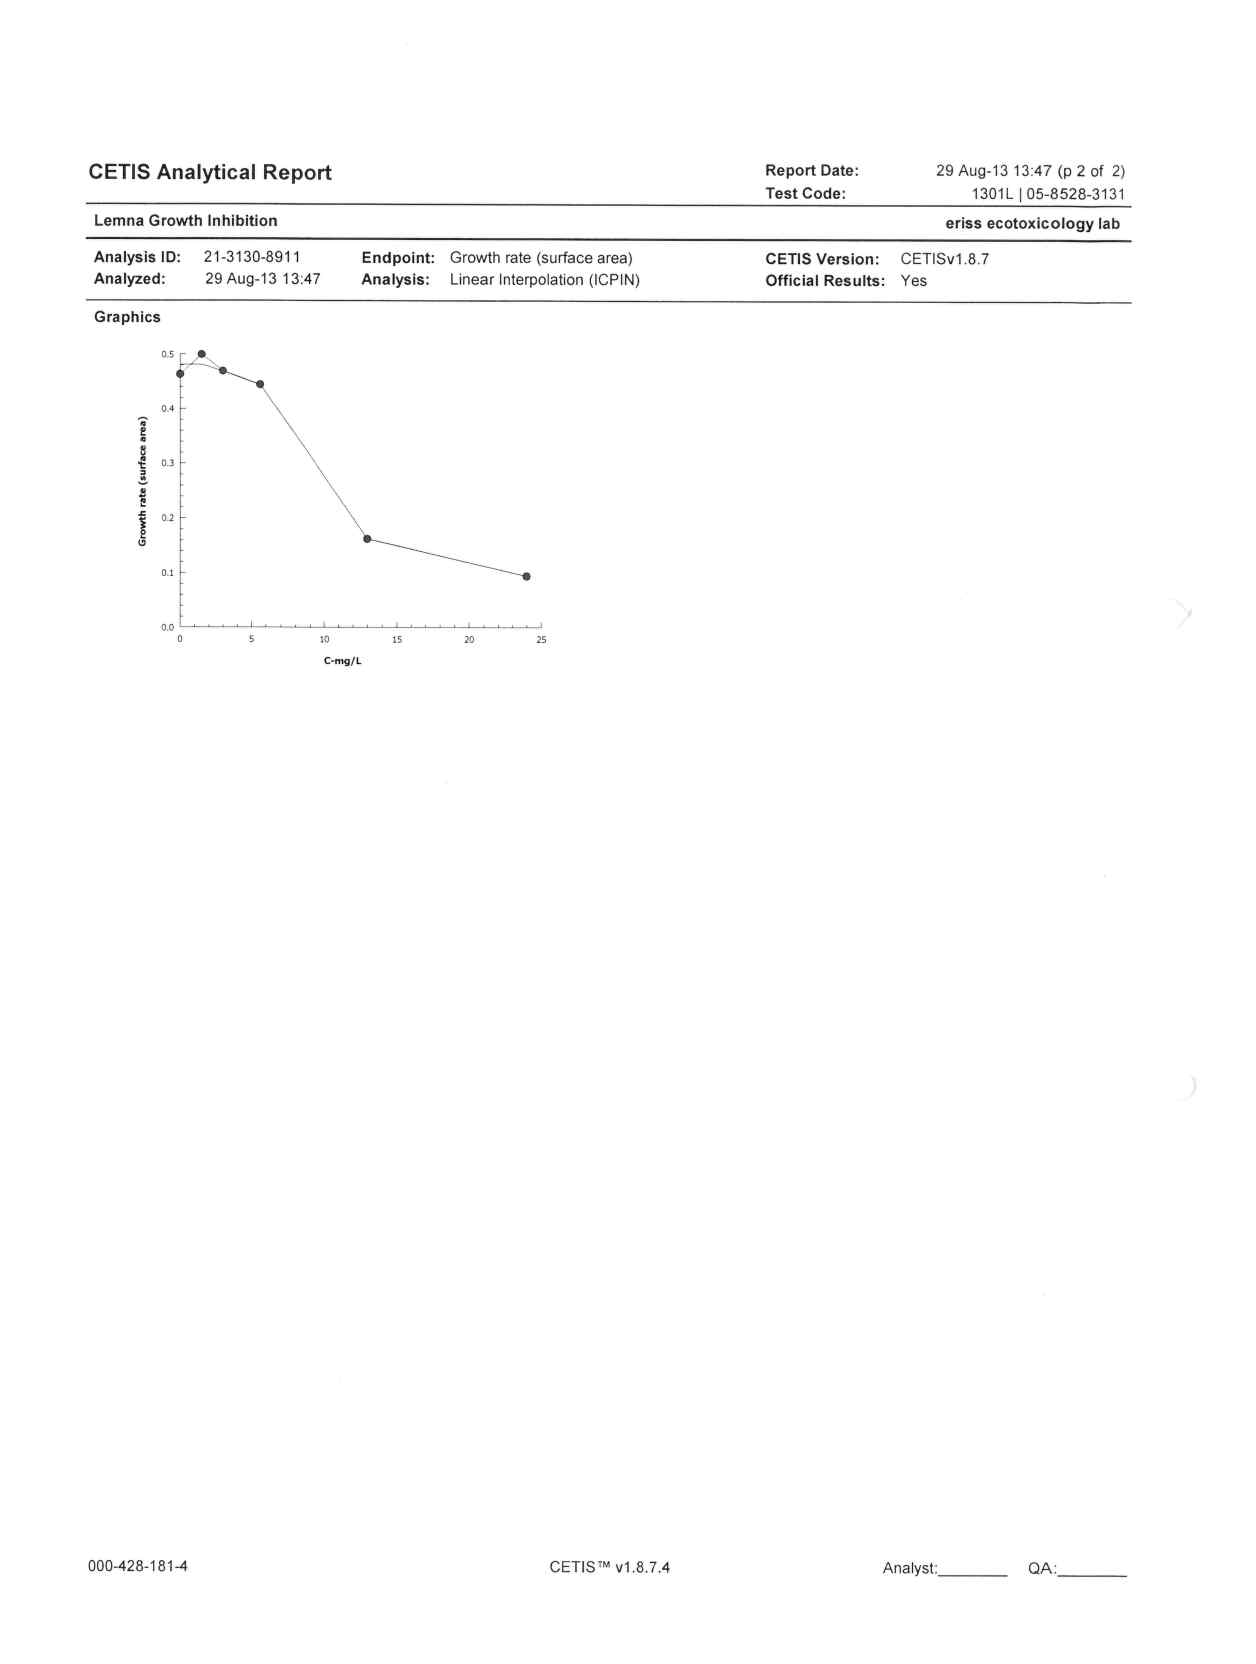 CETIS Analytical Report
Report Date: 29 Aug-13 13:47 (p 2 of 2)
Test Code: 1301L | 05-8528-3131
Lemna Growth Inhibition eriss ecotoxicology lab
Analysis ID: 21-3130-8911 Endpoint: Growth rate (surface area) CETIS Version: CETISv1.8.7
Analyzed: 29 Aug-13 13:47 Analysis: Linear Interpolation (ICPIN) Official Results: Yes
Graphics
Growth rate (surface area)
0.5
0.4
0.3
0.2
0.1
0.0
0 5 10 15 20 25
C-mg/L
000-428-181-4 CETIS™ v1.8.7.4 Analyst:________ QA:________